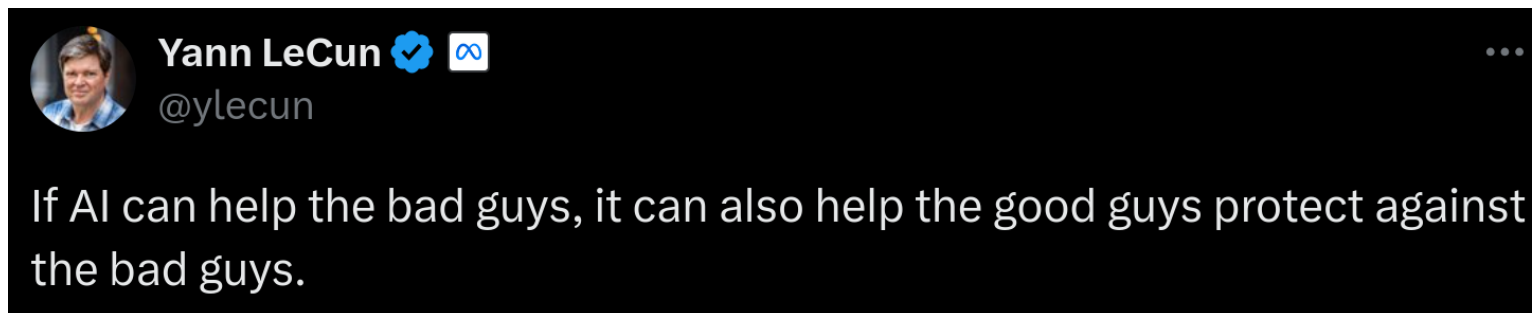 Yann LeCun
@ylecun
If AI can help the bad guys, it can also help the good guys protect against
the bad guys.